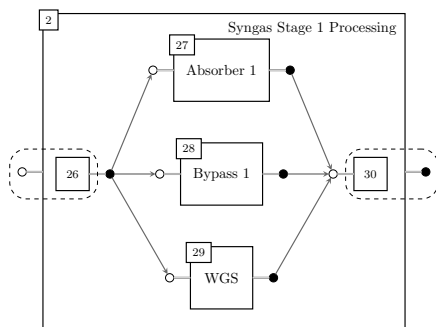 2
Syngas Stage 1 Processing
27
Absorber 1
28
26
Bypass 1
30
29
WGS